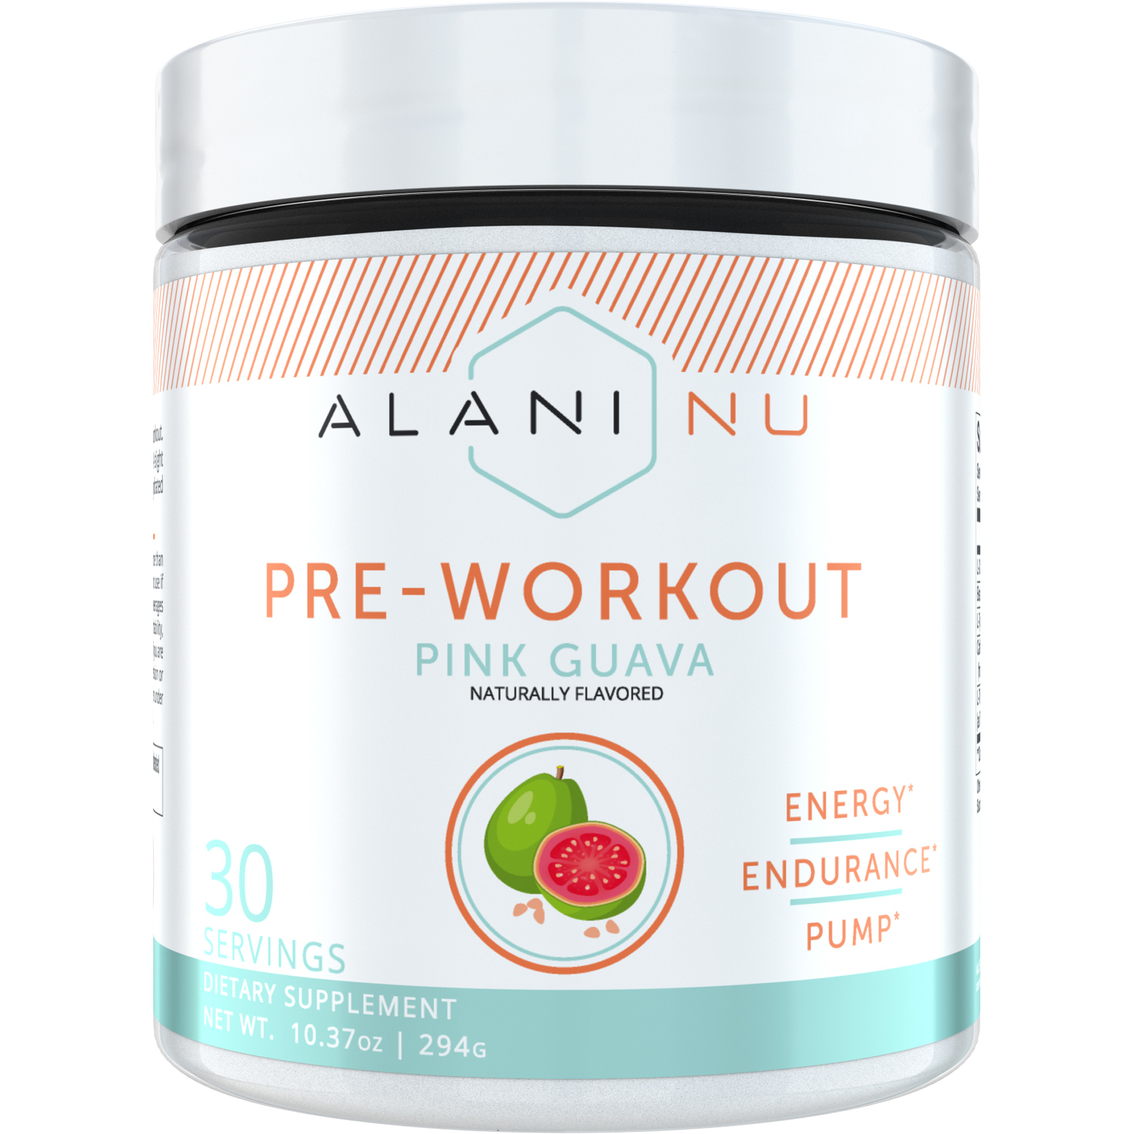 ALANI NU
PRE-WORKOUT
PINK GUAVA
NATURALLY FLAVORED
ENERGY*
ENDURANCE*
PUMP*
30
SERVINGS
DIETARY SUPPLEMENT
NET WT. 10.37OZ | 294G